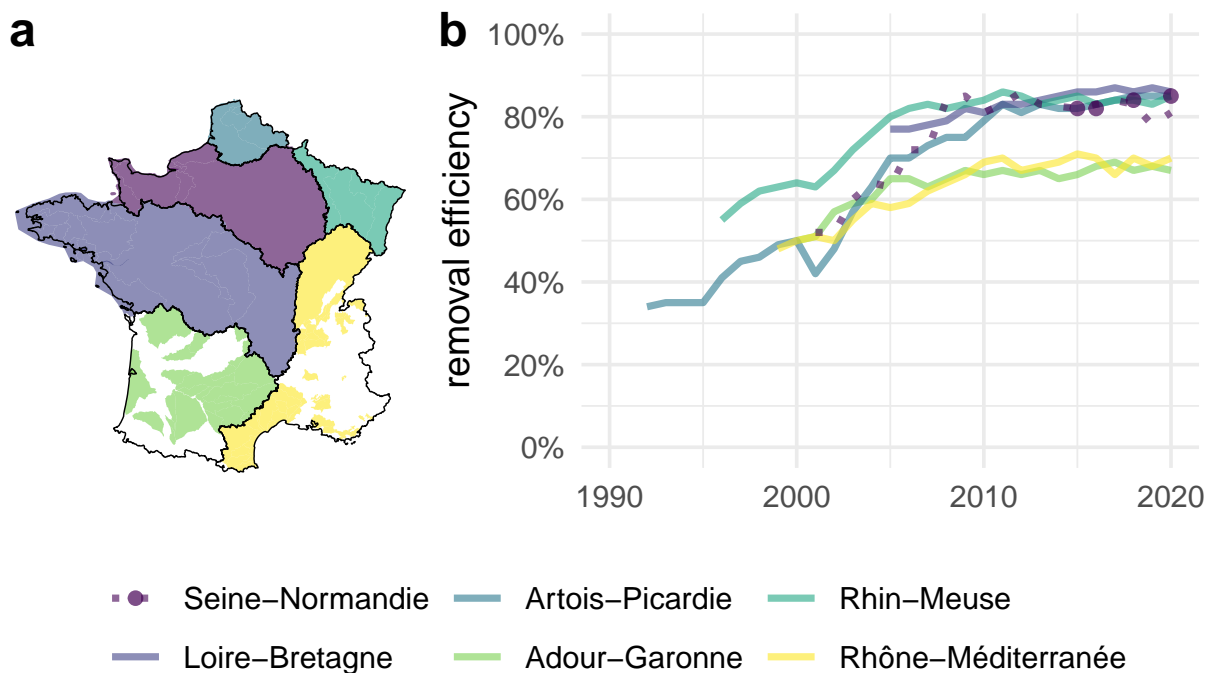 a
b
100%
80%
60%
40%
20%
0%
removal efficiency
1990 2000 2010 2020
Seine–Normandie Artois–Picardie Rhin–Meuse
Loire–Bretagne Adour–Garonne Rhône–Méditerranée